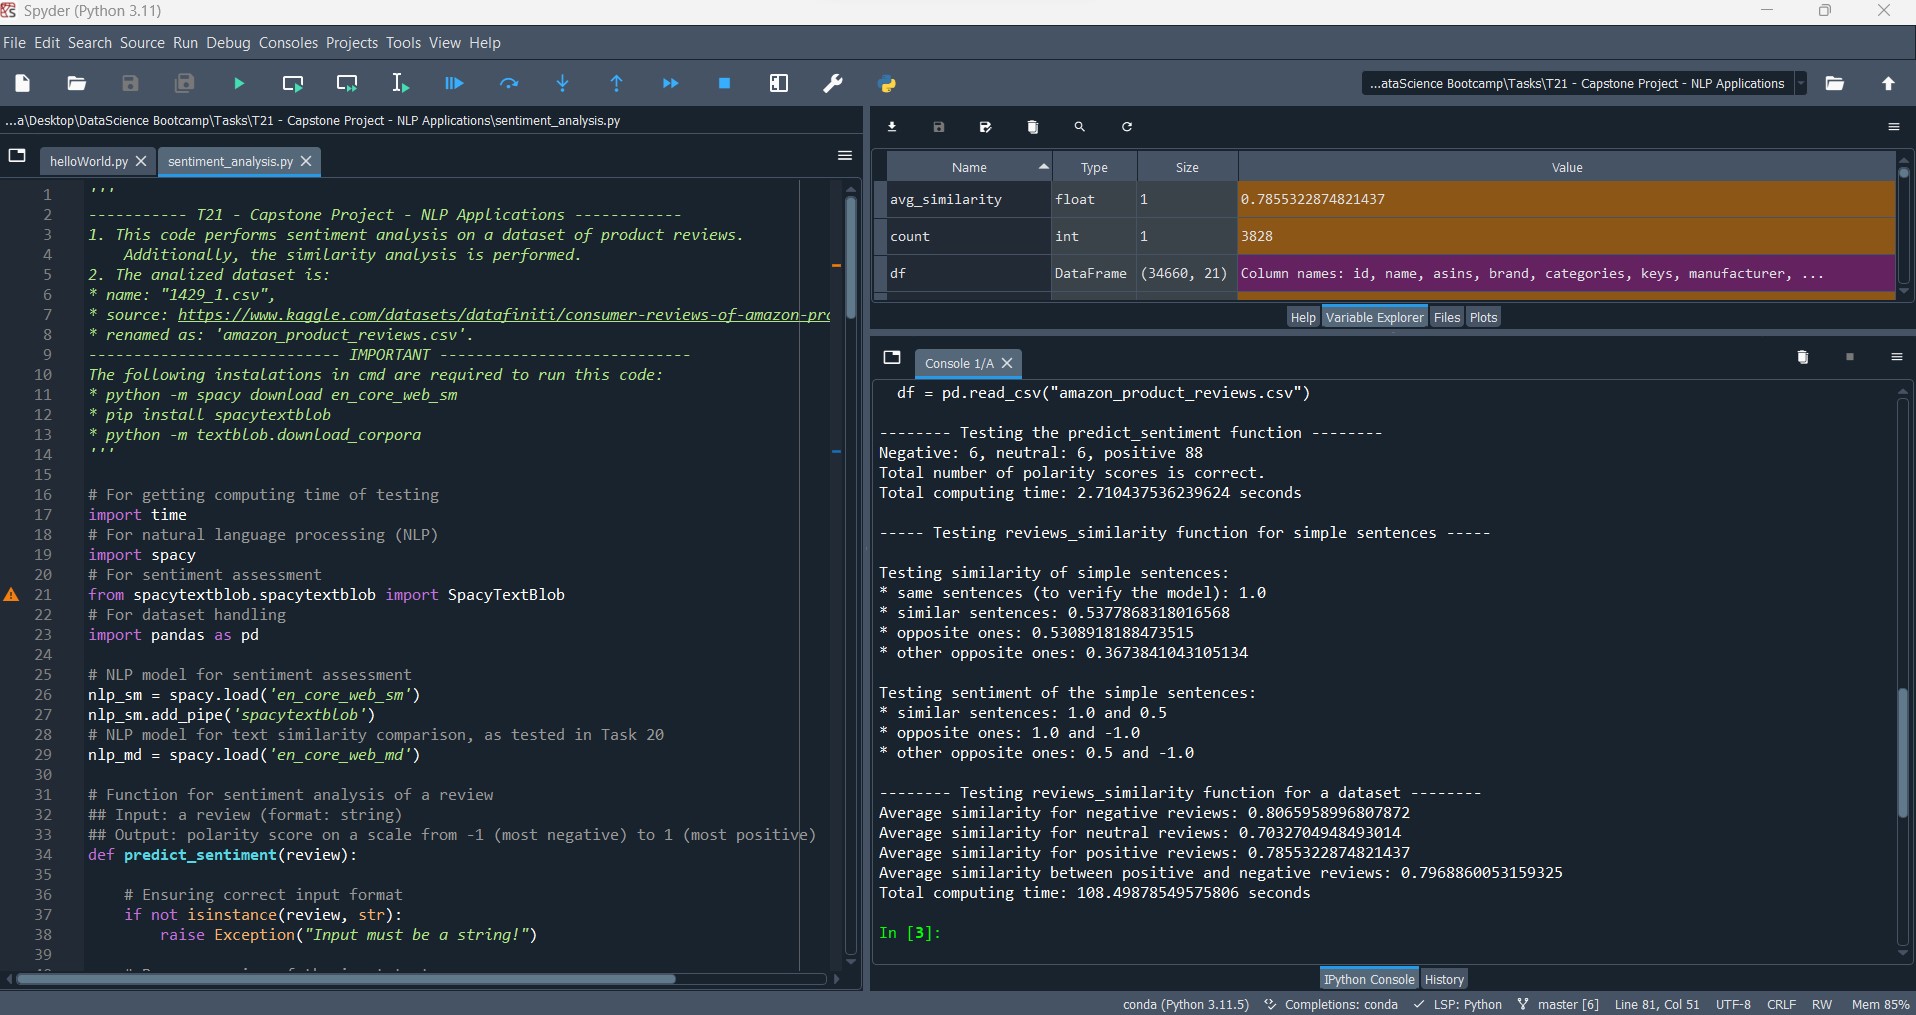 Spyder (Python 3.11)
File Edit Search Source Run Debug Consoles Projects Tools View Help
...ataScience Bootcamp\Tasks\T21 - Capstone Project - NLP Applications
...a\Desktop\DataScience Bootcamp\Tasks\T21 - Capstone Project - NLP Applications\sentiment_analysis.py
helloWorld.py sentiment_analysis.py
1 '''
2 ----------- T21 - Capstone Project - NLP Applications ------------
3 1. This code performs sentiment analysis on a dataset of product reviews.
4 Additionally, the similarity analysis is performed.
5 2. The analized dataset is:
6 * name: "1429_1.csv",
7 * source: https://www.kaggle.com/datasets/datafiniti/consumer-reviews-of-amazon-pro
8 * renamed as: 'amazon_product_reviews.csv'.
9 ---------------------------- IMPORTANT ----------------------------
10 The following instalations in cmd are required to run this code:
11 * python -m spacy download en_core_web_sm
12 * pip install spacytextblob
13 * python -m textblob.download_corpora
14 '''
15
16 # For getting computing time of testing
17 import time
18 # For natural language processing (NLP)
19 import spacy
20 # For sentiment assessment
21 from spacytextblob.spacytextblob import SpacyTextBlob
22 # For dataset handling
23 import pandas as pd
24
25 # NLP model for sentiment assessment
26 nlp_sm = spacy.load('en_core_web_sm')
27 nlp_sm.add_pipe('spacytextblob')
28 # NLP model for text similarity comparison, as tested in Task 20
29 nlp_md = spacy.load('en_core_web_md')
30
31 # Function for sentiment analysis of a review
32 ## Input: a review (format: string)
33 ## Output: polarity score on a scale from -1 (most negative) to 1 (most positive)
34 def predict_sentiment(review):
35
36 # Ensuring correct input format
37 if not isinstance(review, str):
38 raise Exception("Input must be a string!")
39
Name Type Size Value
avg_similarity float 1 0.7855322874821437
count int 1 3828
df DataFrame (34660, 21) Column names: id, name, asins, brand, categories, keys, manufacturer, ...
Help Variable Explorer Files Plots
Console 1/A
df = pd.read_csv("amazon_product_reviews.csv")
-------- Testing the predict_sentiment function --------
Negative: 6, neutral: 6, positive 88
Total number of polarity scores is correct.
Total computing time: 2.710437536239624 seconds
----- Testing reviews_similarity function for simple sentences -----
Testing similarity of simple sentences:
* same sentences (to verify the model): 1.0
* similar sentences: 0.5377868318016568
* opposite ones: 0.5308918188473515
* other opposite ones: 0.3673841043105134
Testing sentiment of the simple sentences:
* similar sentences: 1.0 and 0.5
* opposite ones: 1.0 and -1.0
* other opposite ones: 0.5 and -1.0
-------- Testing reviews_similarity function for a dataset --------
Average similarity for negative reviews: 0.8065958996807872
Average similarity for neutral reviews: 0.7032704948493014
Average similarity for positive reviews: 0.7855322874821437
Average similarity between positive and negative reviews: 0.7968860053159325
Total computing time: 108.49878549575806 seconds
In [3]:
IPython Console History
conda (Python 3.11.5) Completions: conda LSP: Python master [6] Line 81, Col 51 UTF-8 CRLF RW Mem 85%